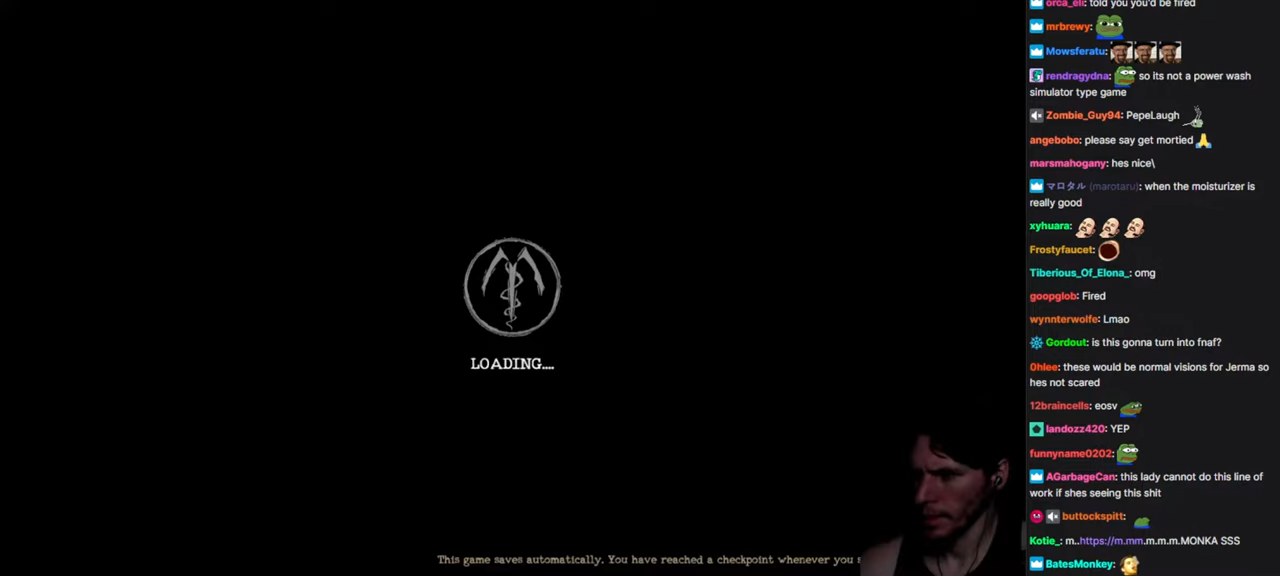 LOADING....
This game saves automatically. You have reached a checkpoint whenever you
orca_eli: told you you'd be fired
mrbrewy:
Mowsferatu:
rendragydna: so its not a power wash
simulator type game
Zombie_Guy94: PepeLaugh
angebobo: please say get mortied
marsmahogany: hes nice\
マロタル (marotaru): when the moisturizer is
really good
xyhuara:
Frostyfaucet:
Tiberious_Of_Elona_: omg
goopglob: Fired
wynnterwolfe: Lmao
Gordout: is this gonna turn into fnaf?
0hlee: these would be normal visions for Jerma so
hes not scared
12braincells: eosv
landozz420: YEP
funnyname0202:
AGarbageCan: this lady cannot do this line of
work if shes seeing this shit
buttockspitt:
Kotie_: m..https://m.mm.m.m.m.MONKA SSS
BatesMonkey: